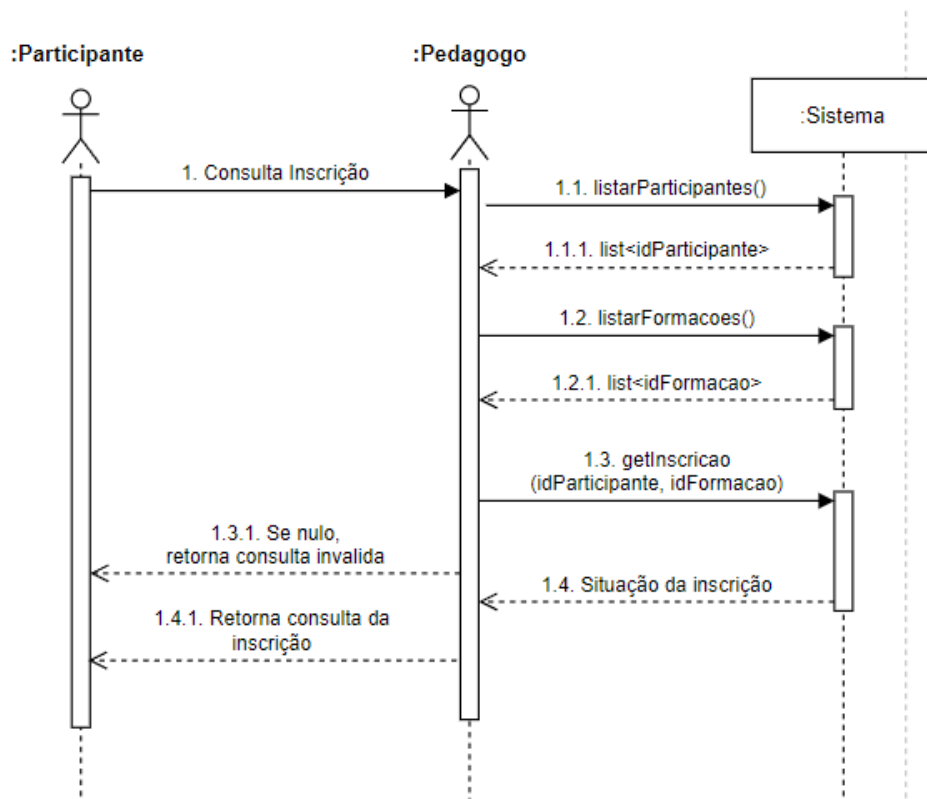 :Participante
:Pedagogo
:Sistema
1. Consulta Inscrição
1.1. listarParticipantes()
1.1.1. list<idParticipante>
1.2. listarFormacoes()
1.2.1. list<idFormacao>
1.3. getInscricao
(idParticipante, idFormacao)
1.3.1. Se nulo,
retorna consulta invalida
1.4. Situação da inscrição
1.4.1. Retorna consulta da
inscrição